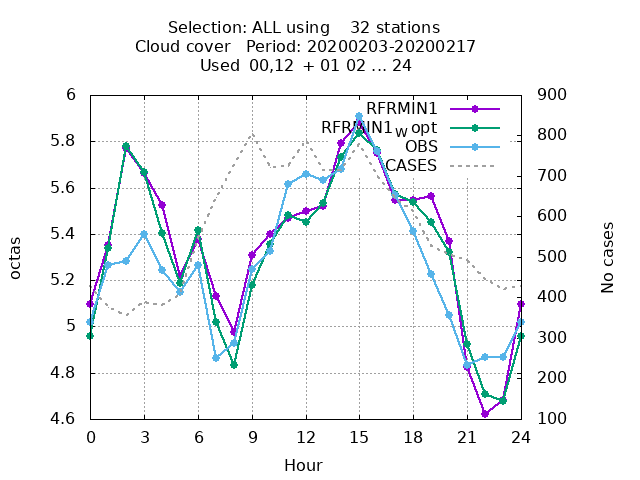 Selection: ALL using 32 stations
Cloud cover Period: 20200203-20200217
Used 00,12 + 01 02 ... 24
6 900
RFRMIN1
RFRMIN1w opt
5.8 800
OBS
CASES
700
5.6
600
5.4
500
octas No cases
5.2 400
5 300
4.8 200
4.6 100
0 3 6 9 12 15 18 21 24
Hour